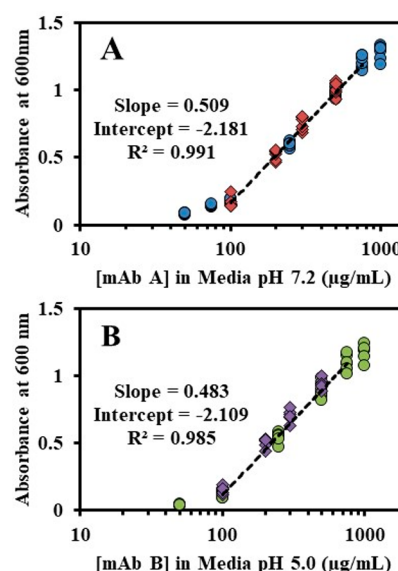 A
Absorbance at 600nm
1.5
1
0.5
0
Slope = 0.509
Intercept = -2.181
R² = 0.991
10 100 1000
[mAb A] in Media pH 7.2 (µg/mL)
B
Absorbance at 600 nm
1.5
1
0.5
0
Slope = 0.483
Intercept = -2.109
R² = 0.985
10 100 1000
[mAb B] in Media pH 5.0 (µg/mL)